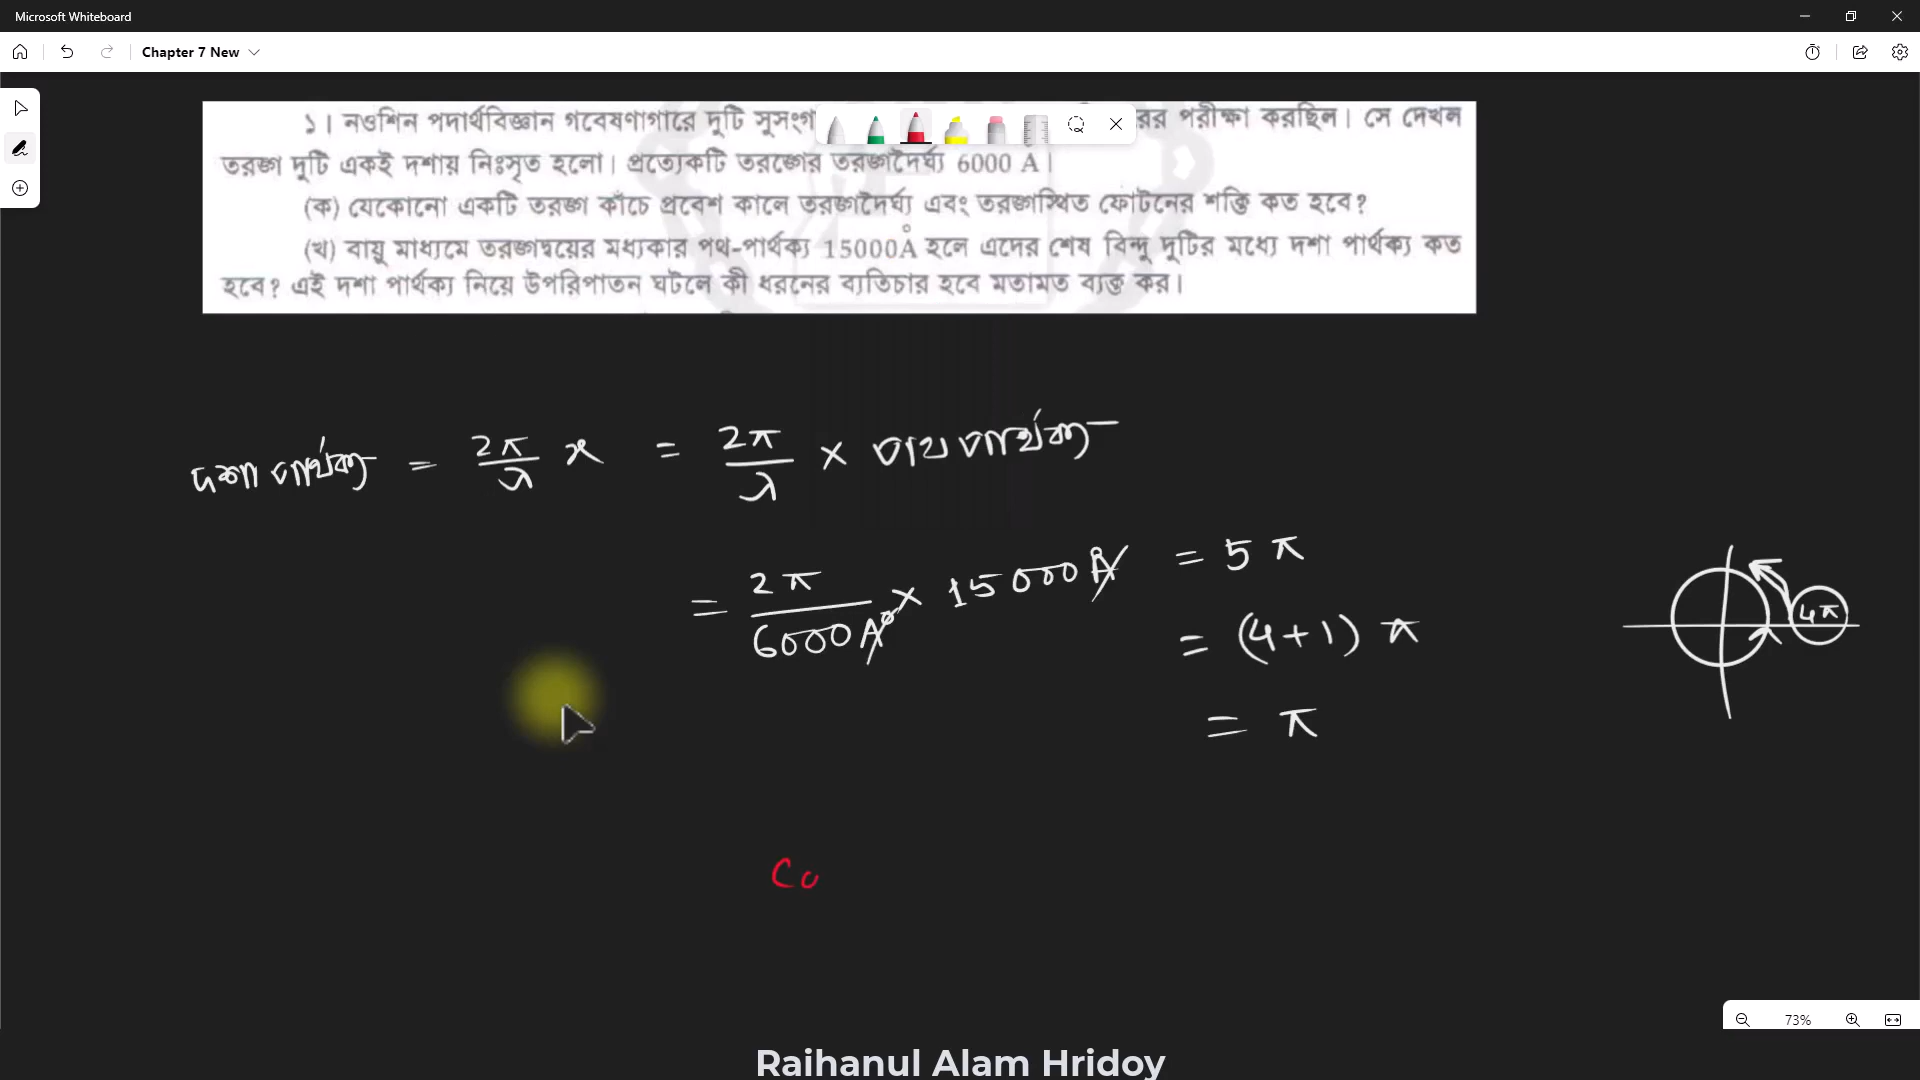 Microsoft Whiteboard
Chapter 7 New
১। নওশিন পদার্থবিজ্ঞান গবেষণাগারে দুটি সুসংগ রর পরীক্ষা করছিল। সে দেখল
তরঙ্গ দুটি একই দশায় নিঃসৃত হলো। প্রত্যেকটি তরঙ্গের তরঙ্গদৈর্ঘ্য 6000 A।
(ক) যেকোনো একটি তরঙ্গ কাঁচে প্রবেশ কালে তরঙ্গদৈর্ঘ্য এবং তরঙ্গস্থিত ফোটনের শক্তি কত হবে?
(খ) বায়ু মাধ্যমে তরঙ্গদ্বয়ের মধ্যকার পথ-পার্থক্য 15000Å হলে এদের শেষ বিন্দু দুটির মধ্যে দশা পার্থক্য কত
হবে? এই দশা পার্থক্য নিয়ে উপরিপাতন ঘটলে কী ধরনের ব্যতিচার হবে মতামত ব্যক্ত কর।
দশা পার্থক্য = 2π/λ x = 2π/λ × পথ পার্থক্য
= 2π/6000A° × 15000Å = 5π
= (4+1) π
= π
4π
Co
73%
Raihanul Alam Hridoy